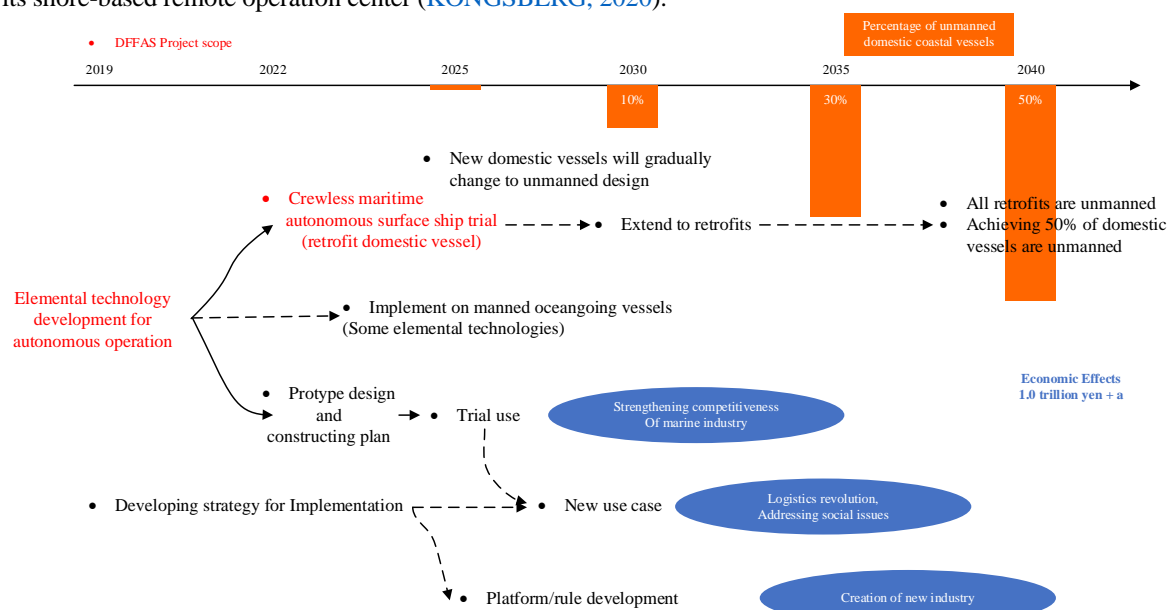 its shore-based remote operation center (KONGSBERG, 2020).
• DFFAS Project scope
Percentage of unmanned
domestic coastal vessels
2019
2022
2025
2030
2035
2040
10%
30%
50%
• New domestic vessels will gradually
change to unmanned design
• Crewless maritime
autonomous surface ship trial
(retrofit domestic vessel)
• Extend to retrofits
• All retrofits are unmanned
• Achieving 50% of domestic
vessels are unmanned
Elemental technology
development for
autonomous operation
• Implement on manned oceangoing vessels
(Some elemental technologies)
Economic Effects
1.0 trillion yen + a
• Protype design
and
constructing plan
• Trial use
Strengthening competitiveness
Of marine industry
• Developing strategy for Implementation
• New use case
Logistics revolution,
Addressing social issues
• Platform/rule development
Creation of new industry